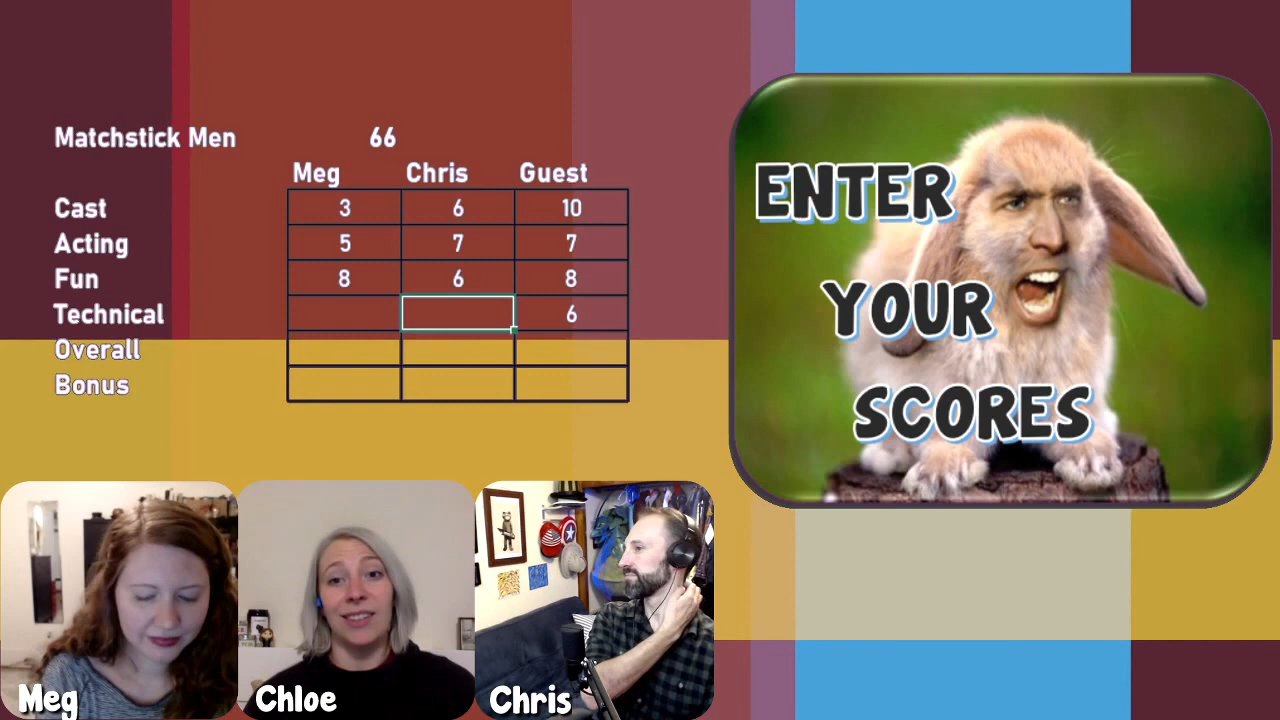 Matchstick Men 66
Meg Chris Guest
Cast 3 6 10
Acting 5 7 7
Fun 8 6 8
Technical 6
Overall
Bonus
ENTER
YOUR
SCORES
Meg Chloe Chris